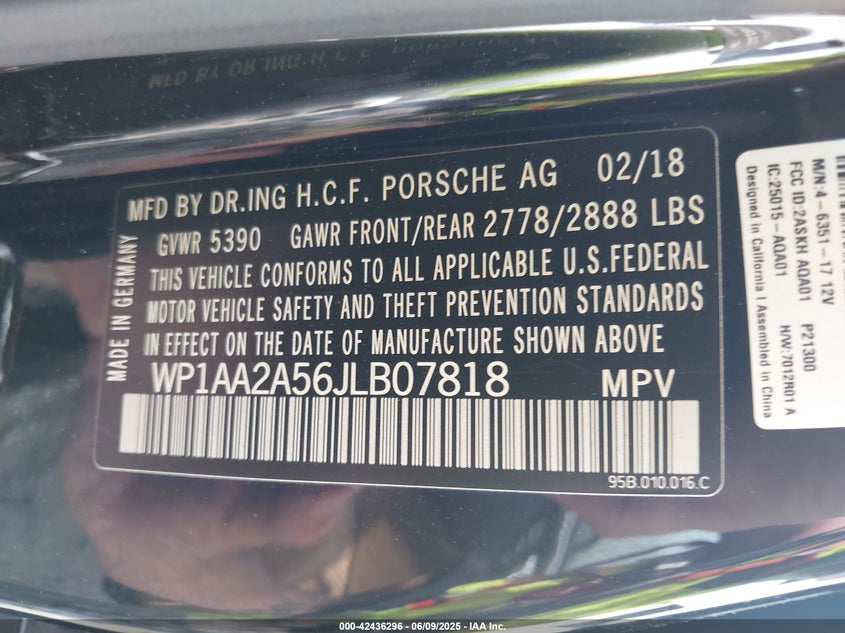 MFD BY DR.ING H.C.F. PORSCHE AG 02/18
GVWR 5390 GAWR FRONT/REAR 2778/2888 LBS
THIS VEHICLE CONFORMS TO ALL APPLICABLE U.S.FEDERAL
MOTOR VEHICLE SAFETY AND THEFT PREVENTION STANDARDS
IN EFFECT ON THE DATE OF MANUFACTURE SHOWN ABOVE
WP1AA2A56JLB07818 MPV
95B.010.016.C
MADE IN GERMANY
M/N:4-6351-17 12V
FCC ID:2ASKH AQA01 P21300
IC:25015-AQA01 H/W:7012R01 A
Designed in California I Assembled in China
000-42436296 - 06/09/2025 - IAA Inc.